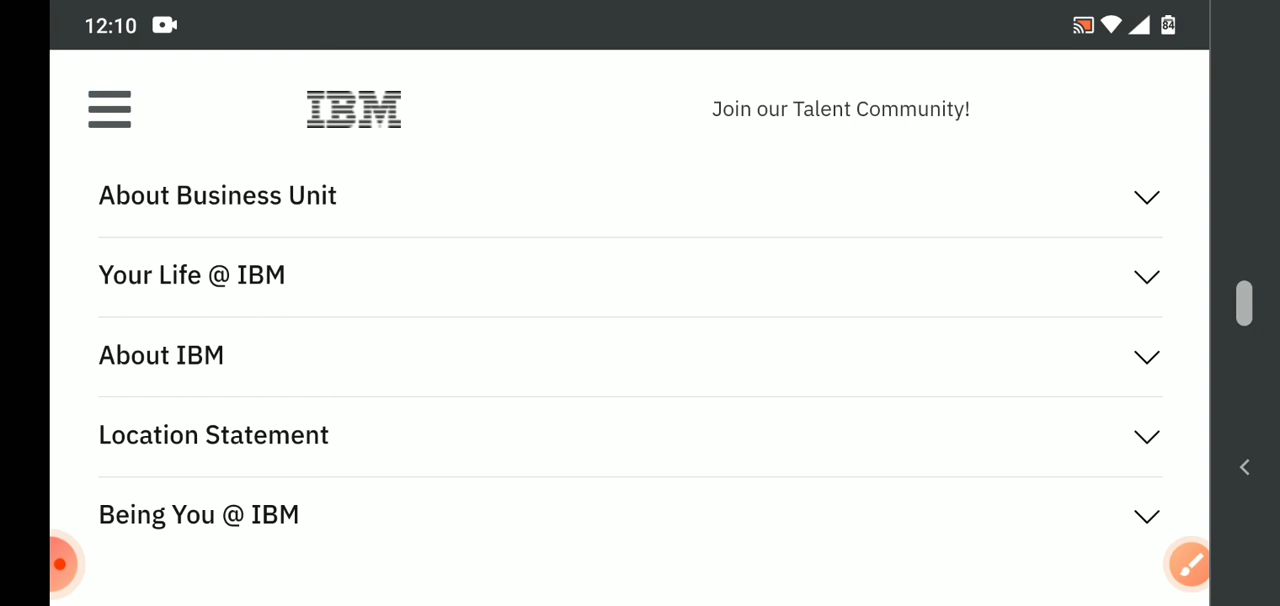 12:10
84
IBM
Join our Talent Community!
About Business Unit
Your Life @ IBM
About IBM
Location Statement
Being You @ IBM